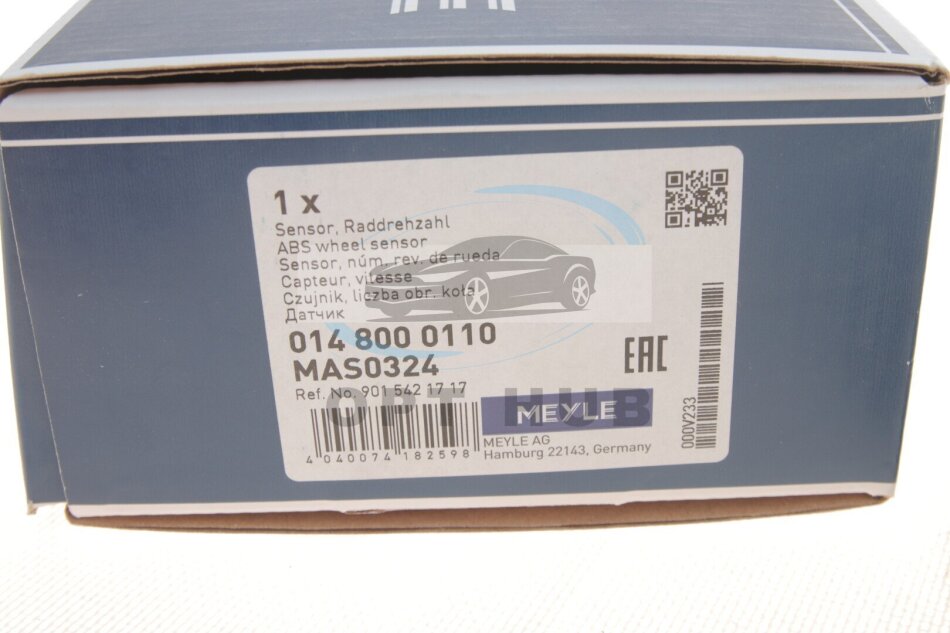 1 x
Sensor, Raddrehzahl
ABS wheel sensor
Sensor, núm. rev. de rueda
Capteur, vitesse
Czujnik, liczba obr. koła
Датчик
014 800 0110
MAS0324
Ref. No. 901 542 17 17
EAC
OPT HUB
MEYLE
MEYLE AG
Hamburg 22143, Germany
4 040074 182598
000V233